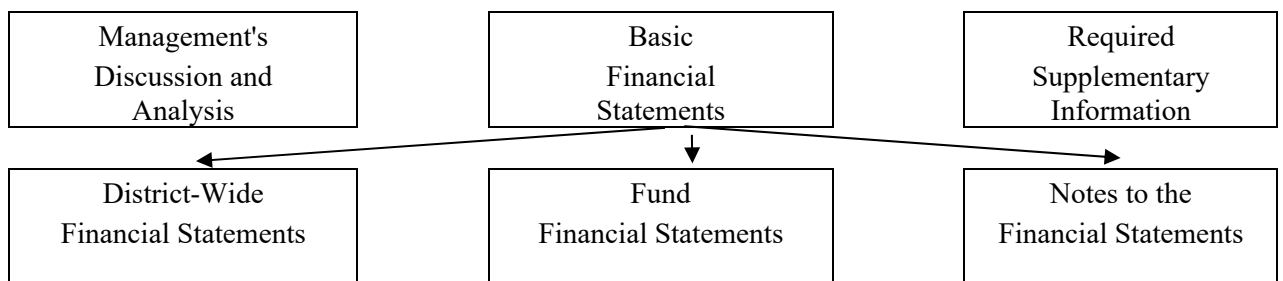 Management's
Discussion and
Analysis
Basic
Financial
Statements
Required
Supplementary
Information
District-Wide
Financial Statements
Fund
Financial Statements
Notes to the
Financial Statements